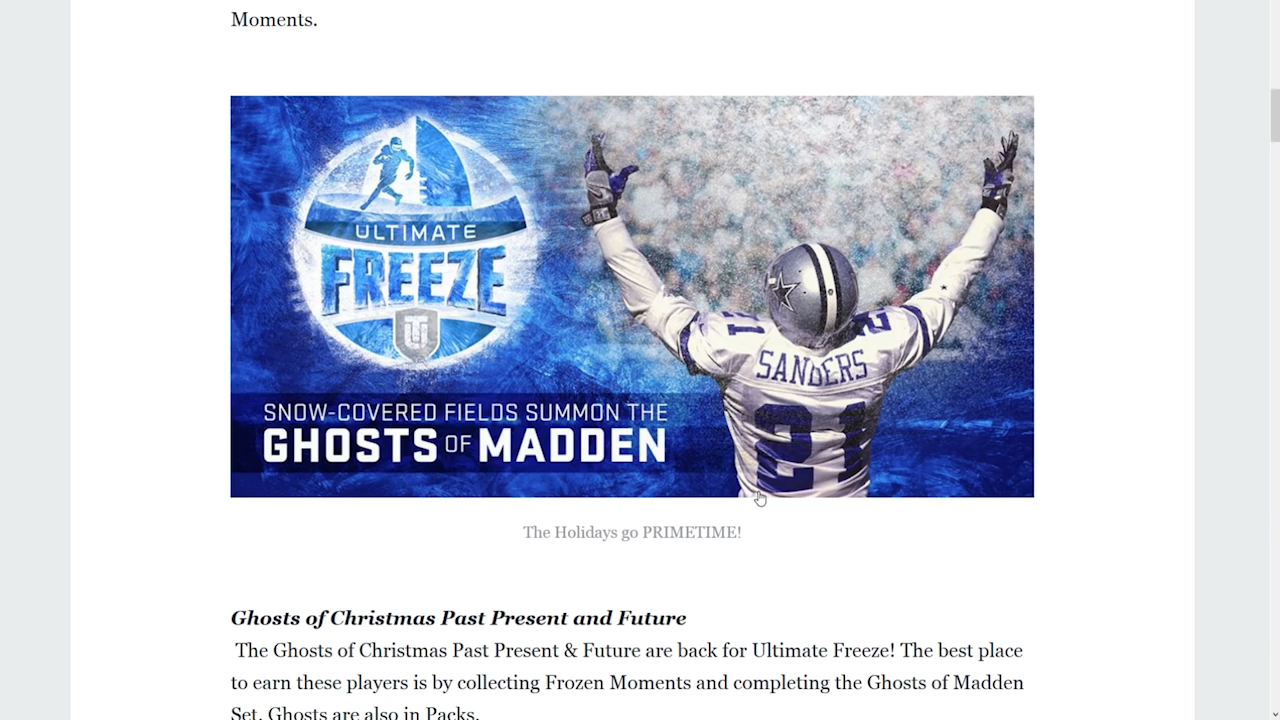 Moments.
ULTIMATE
FREEZE
UT
SANDERS
21
21
21
SNOW-COVERED FIELDS SUMMON THE
GHOSTS OF MADDEN
The Holidays go PRIMETIME!
Ghosts of Christmas Past Present and Future
The Ghosts of Christmas Past Present & Future are back for Ultimate Freeze! The best place
to earn these players is by collecting Frozen Moments and completing the Ghosts of Madden
Set. Ghosts are also in Packs.